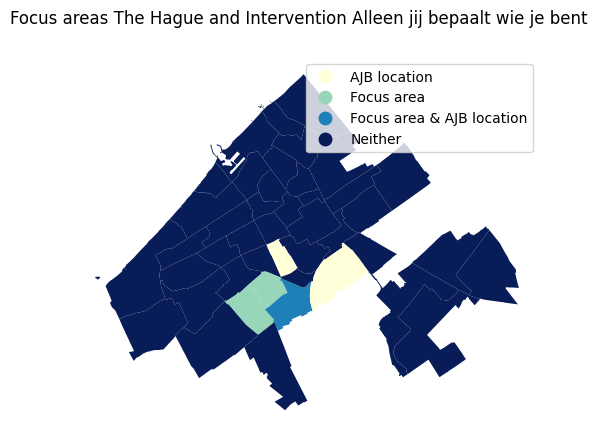 Focus areas The Hague and Intervention Alleen jij bepaalt wie je bent
AJB location
Focus area
Focus area & AJB location
Neither